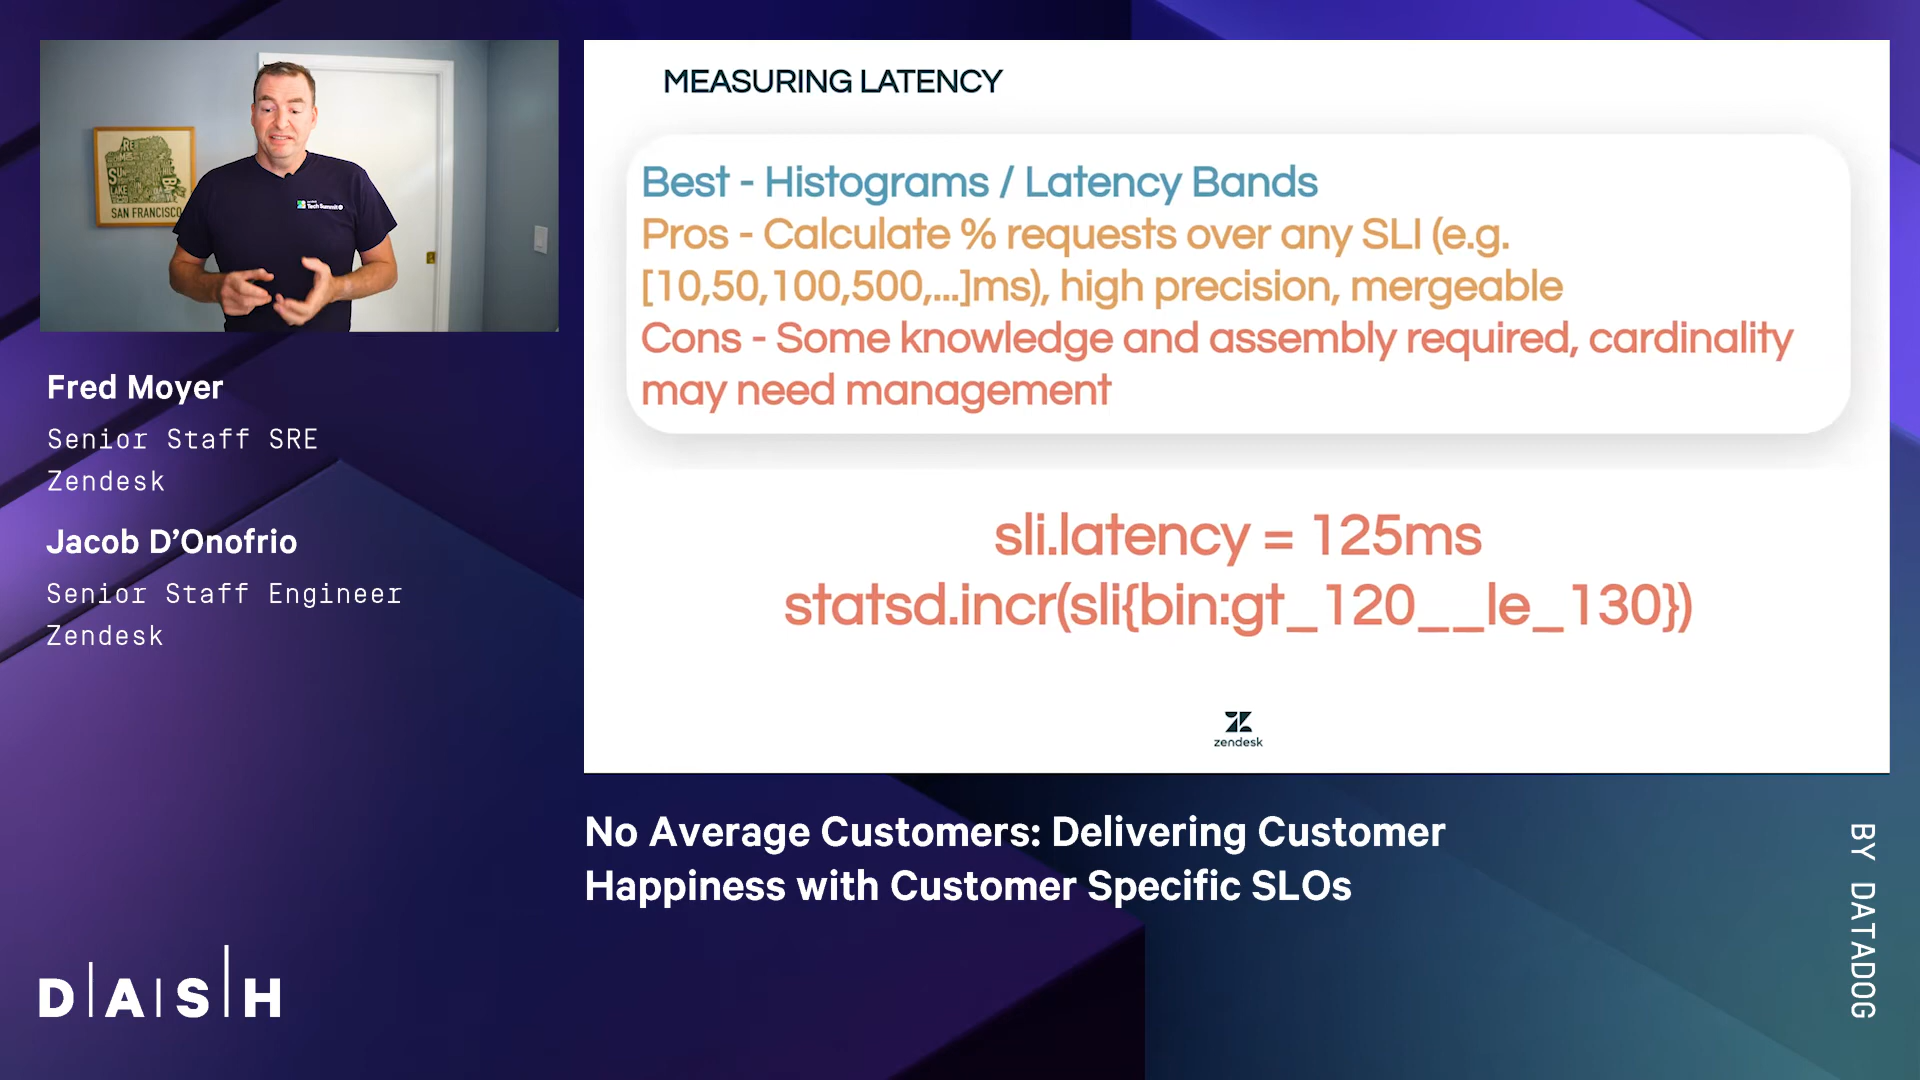 SAN FRANCISCO
Tech Summit
Fred Moyer
Senior Staff SRE
Zendesk
Jacob D’Onofrio
Senior Staff Engineer
Zendesk
DASH
MEASURING LATENCY
Best - Histograms / Latency Bands
Pros - Calculate % requests over any SLI (e.g.
[10,50,100,500,...]ms), high precision, mergeable
Cons - Some knowledge and assembly required, cardinality
may need management
sli.latency = 125ms
statsd.incr(sli{bin:gt_120__le_130})
zendesk
No Average Customers: Delivering Customer
Happiness with Customer Specific SLOs
BY DATADOG